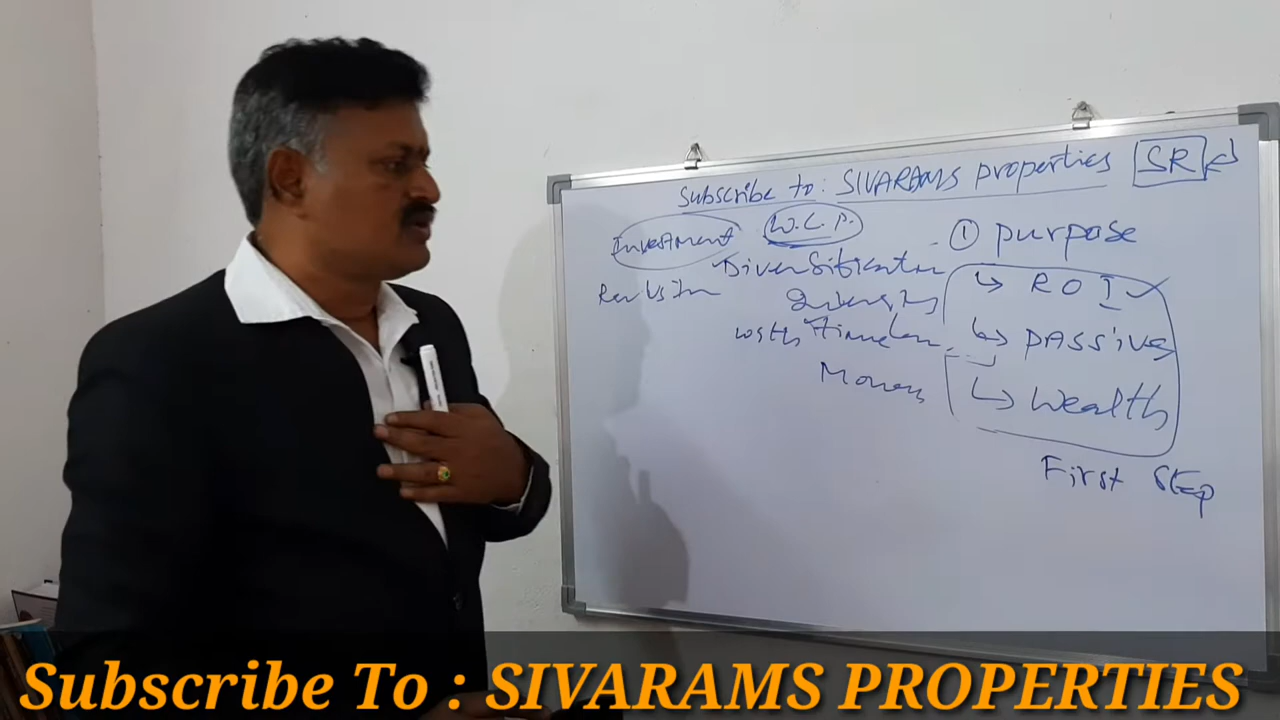 Subscribe to: SIVARAMS properties SR
Investment W.L.P. ① purpose
Diversification
ROI
with
passive
Money
Wealth
First Step
Subscribe To : SIVARAMS PROPERTIES